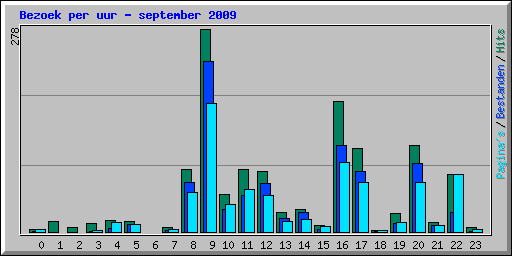 Bezoek per uur - september 2009
278
Pagina's / Bestanden / Hits
0 1 2 3 4 5 6 7 8 9 10 11 12 13 14 15 16 17 18 19 20 21 22 23